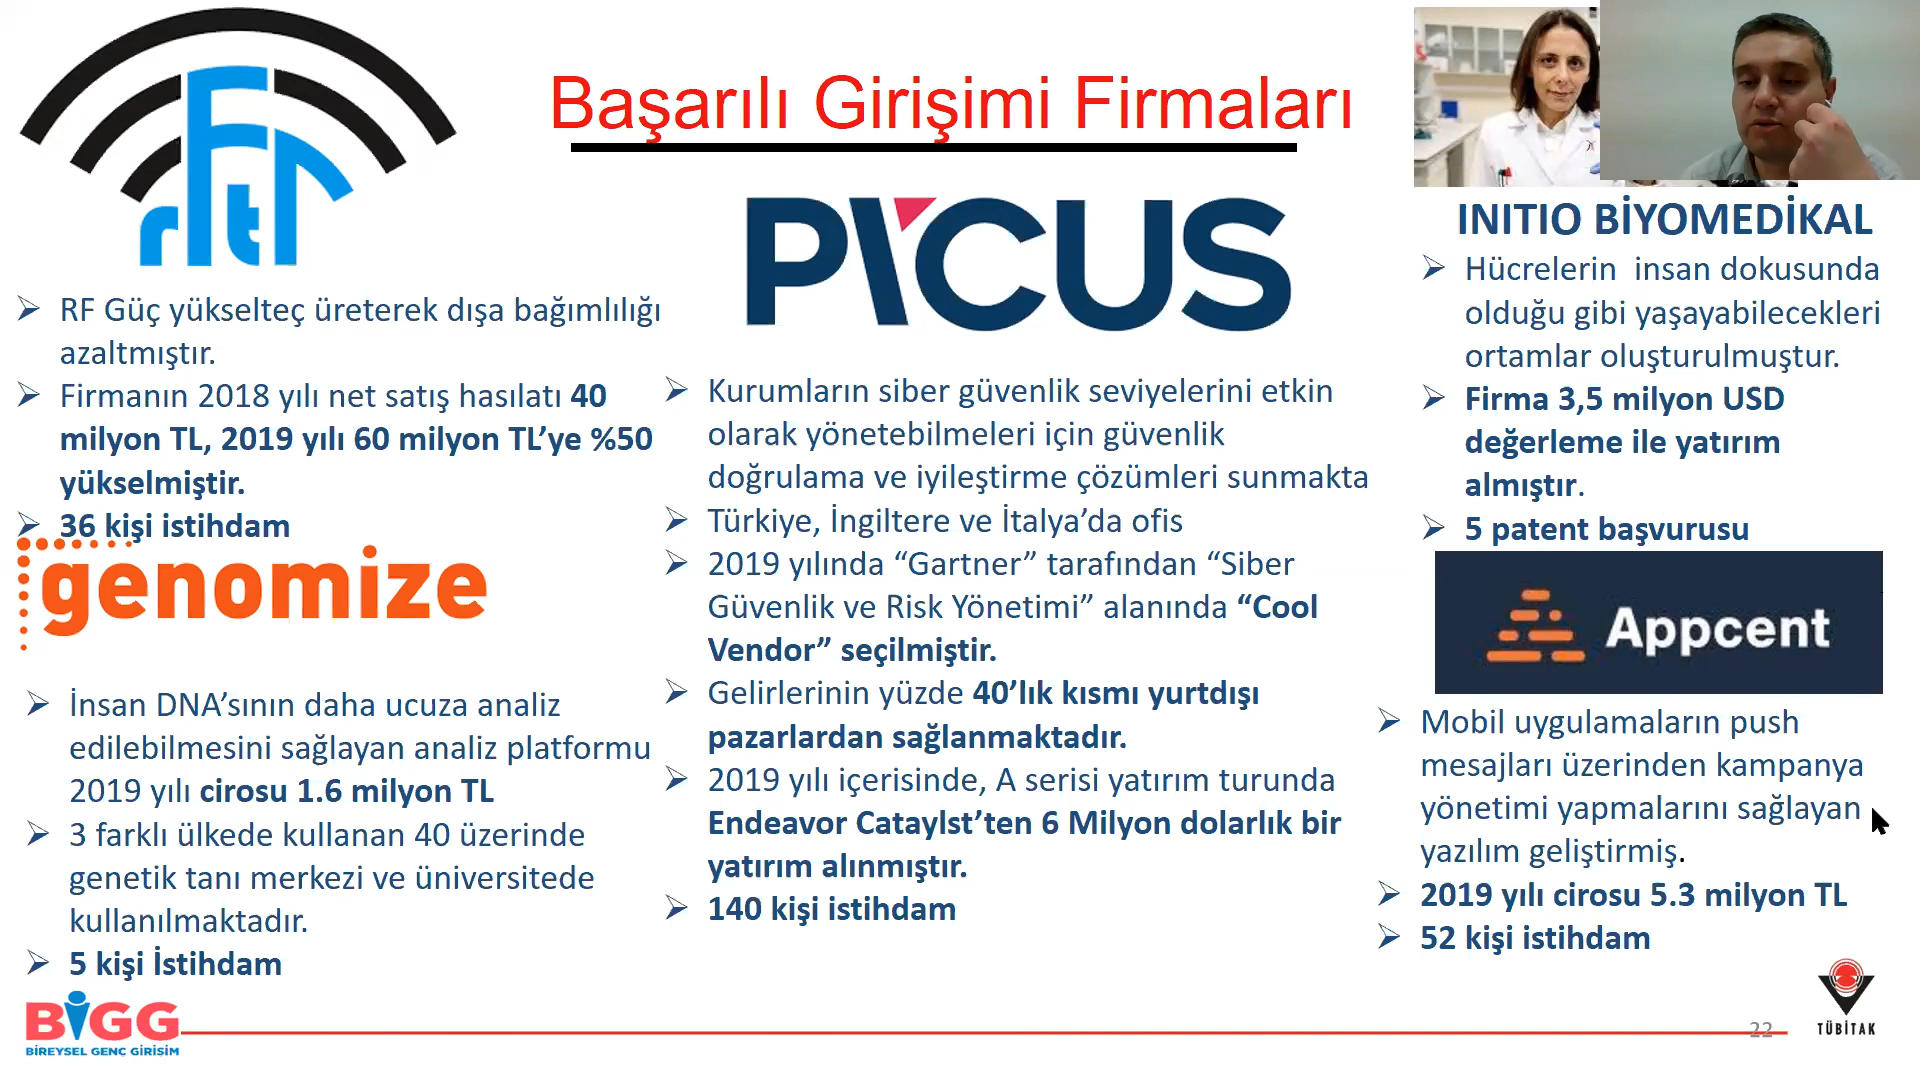 Başarılı Girişimi Firmaları
rftr
RF Güç yükselteç üreterek dışa bağımlılığı
azaltmıştır.
Firmanın 2018 yılı net satış hasılatı 40
milyon TL, 2019 yılı 60 milyon TL’ye %50
yükselmiştir.
36 kişi istihdam
genomize
İnsan DNA’sının daha ucuza analiz
edilebilmesini sağlayan analiz platformu
2019 yılı cirosu 1.6 milyon TL
3 farklı ülkede kullanan 40 üzerinde
genetik tanı merkezi ve üniversitede
kullanılmaktadır.
5 kişi İstihdam
PICUS
Kurumların siber güvenlik seviyelerini etkin
olarak yönetebilmeleri için güvenlik
doğrulama ve iyileştirme çözümleri sunmakta
Türkiye, İngiltere ve İtalya’da ofis
2019 yılında “Gartner” tarafından “Siber
Güvenlik ve Risk Yönetimi” alanında “Cool
Vendor” seçilmiştir.
Gelirlerinin yüzde 40’lık kısmı yurtdışı
pazarlardan sağlanmaktadır.
2019 yılı içerisinde, A serisi yatırım turunda
Endeavor Cataylst’ten 6 Milyon dolarlık bir
yatırım alınmıştır.
140 kişi istihdam
INITIO BİYOMEDİKAL
Hücrelerin insan dokusunda
olduğu gibi yaşayabilecekleri
ortamlar oluşturulmuştur.
Firma 3,5 milyon USD
değerleme ile yatırım
almıştır.
5 patent başvurusu
Appcent
Mobil uygulamaların push
mesajları üzerinden kampanya
yönetimi yapmalarını sağlayan
yazılım geliştirmiş.
2019 yılı cirosu 5.3 milyon TL
52 kişi istihdam
BiGG
BİREYSEL GENÇ GİRİŞİM
22
TÜBİTAK